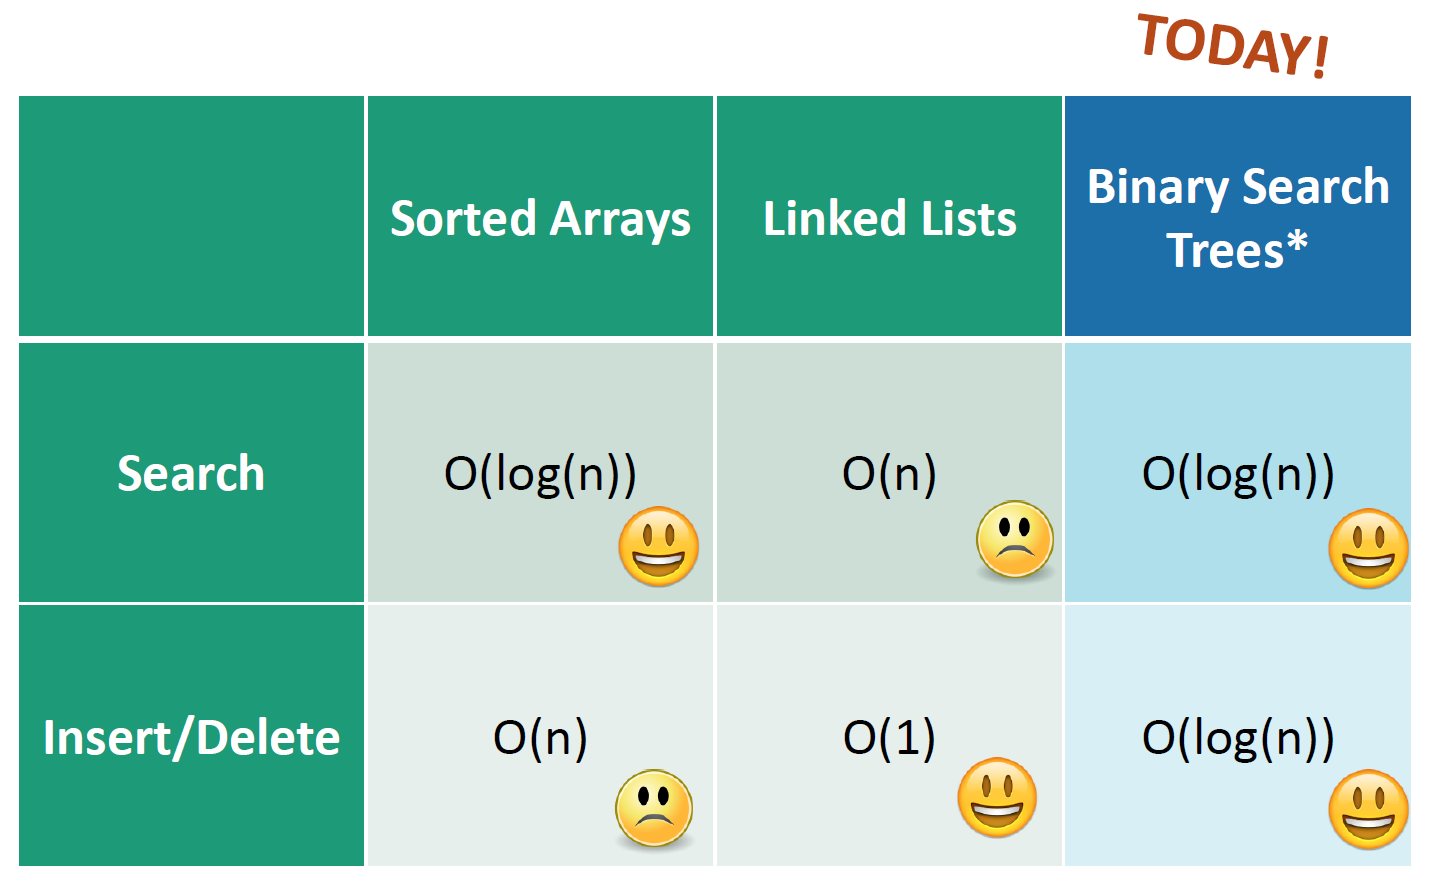 TODAY!
Sorted Arrays
Linked Lists
Binary Search
Trees*
Search
O(log(n))
O(n)
O(log(n))
Insert/Delete
O(n)
O(1)
O(log(n))